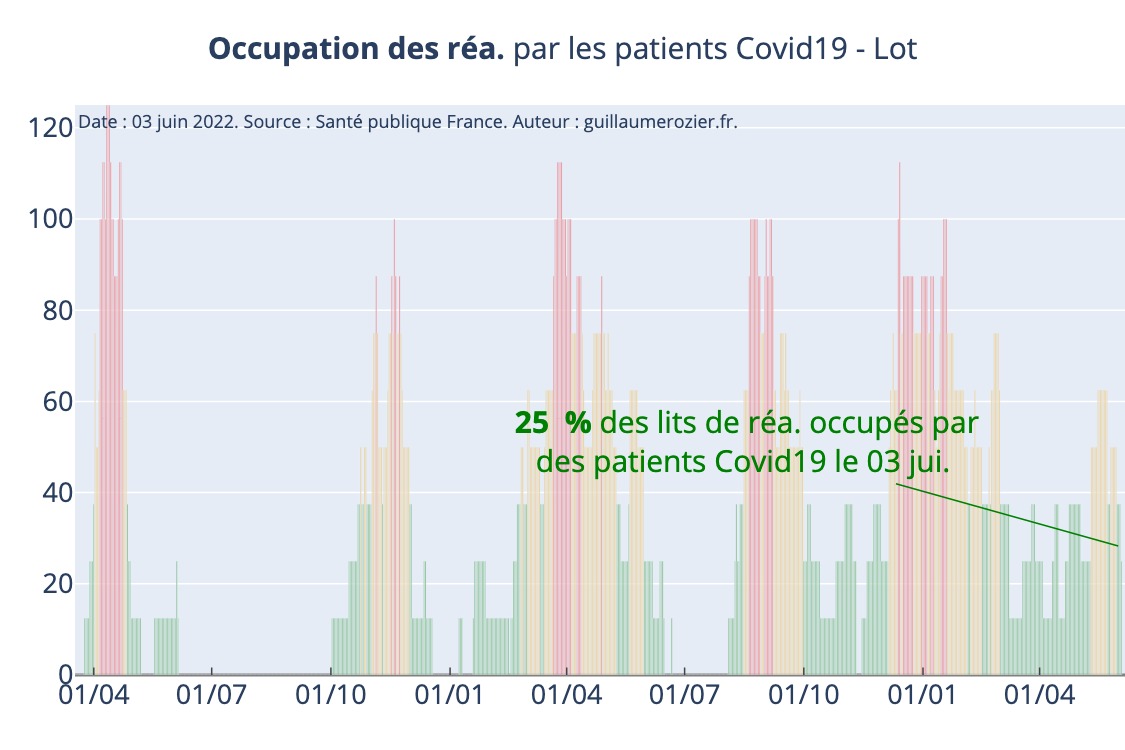 Occupation des réa. par les patients Covid19 - Lot
Date : 03 juin 2022. Source : Santé publique France. Auteur : guillaumerozier.fr.
120
100
80
60
40
20
0
25 % des lits de réa. occupés par
des patients Covid19 le 03 jui.
01/04 01/07 01/10 01/01 01/04 01/07 01/10 01/01 01/04